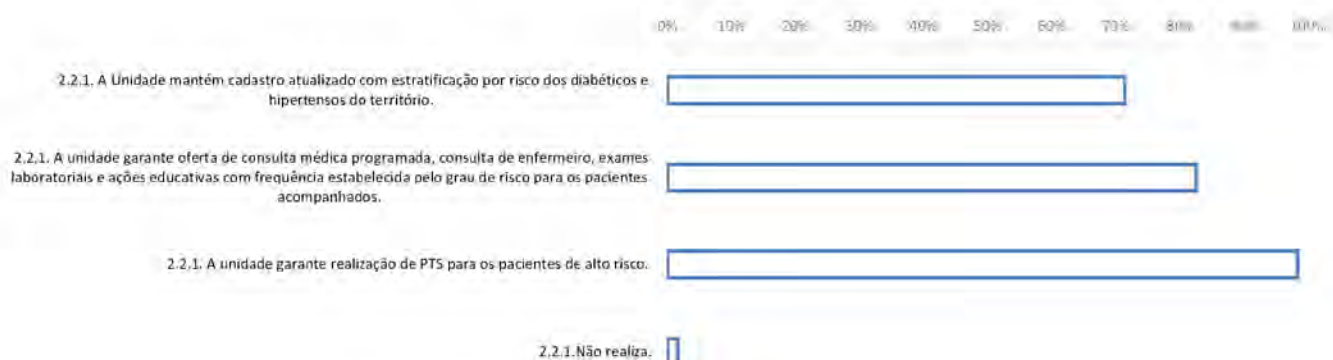 0% 10% 20% 30% 40% 50% 60% 70% 80% 90% 100%
2.2.1. A Unidade mantém cadastro atualizado com estratificação por risco dos diabéticos e
hipertensos do território.
2.2.1. A unidade garante oferta de consulta médica programada, consulta de enfermeiro, exames
laboratoriais e ações educativas com frequência estabelecida pelo grau de risco para os pacientes
acompanhados.
2.2.1. A unidade garante realização de PTS para os pacientes de alto risco.
2.2.1.Não realiza.